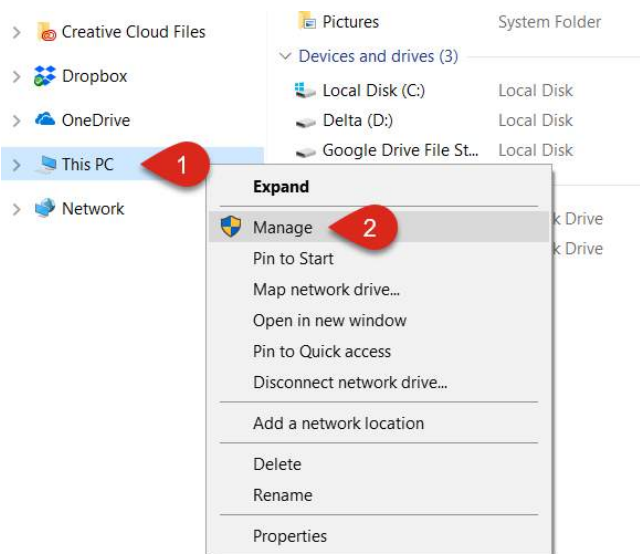 Creative Cloud Files
Dropbox
OneDrive
This PC
1
Network
Pictures System Folder
Devices and drives (3)
Local Disk (C:) Local Disk
Delta (D:) Local Disk
Google Drive File St... Local Disk
k Drive
k Drive
Expand
Manage
2
Pin to Start
Map network drive...
Open in new window
Pin to Quick access
Disconnect network drive...
Add a network location
Delete
Rename
Properties